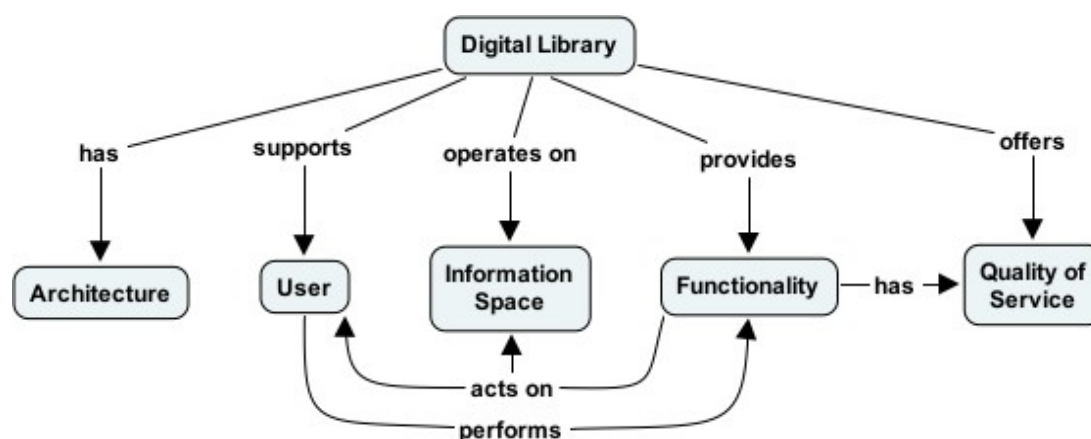 Digital Library
has
supports
operates on
provides
offers
Architecture
User
Information
Space
Functionality
has
Quality of
Service
acts on
performs